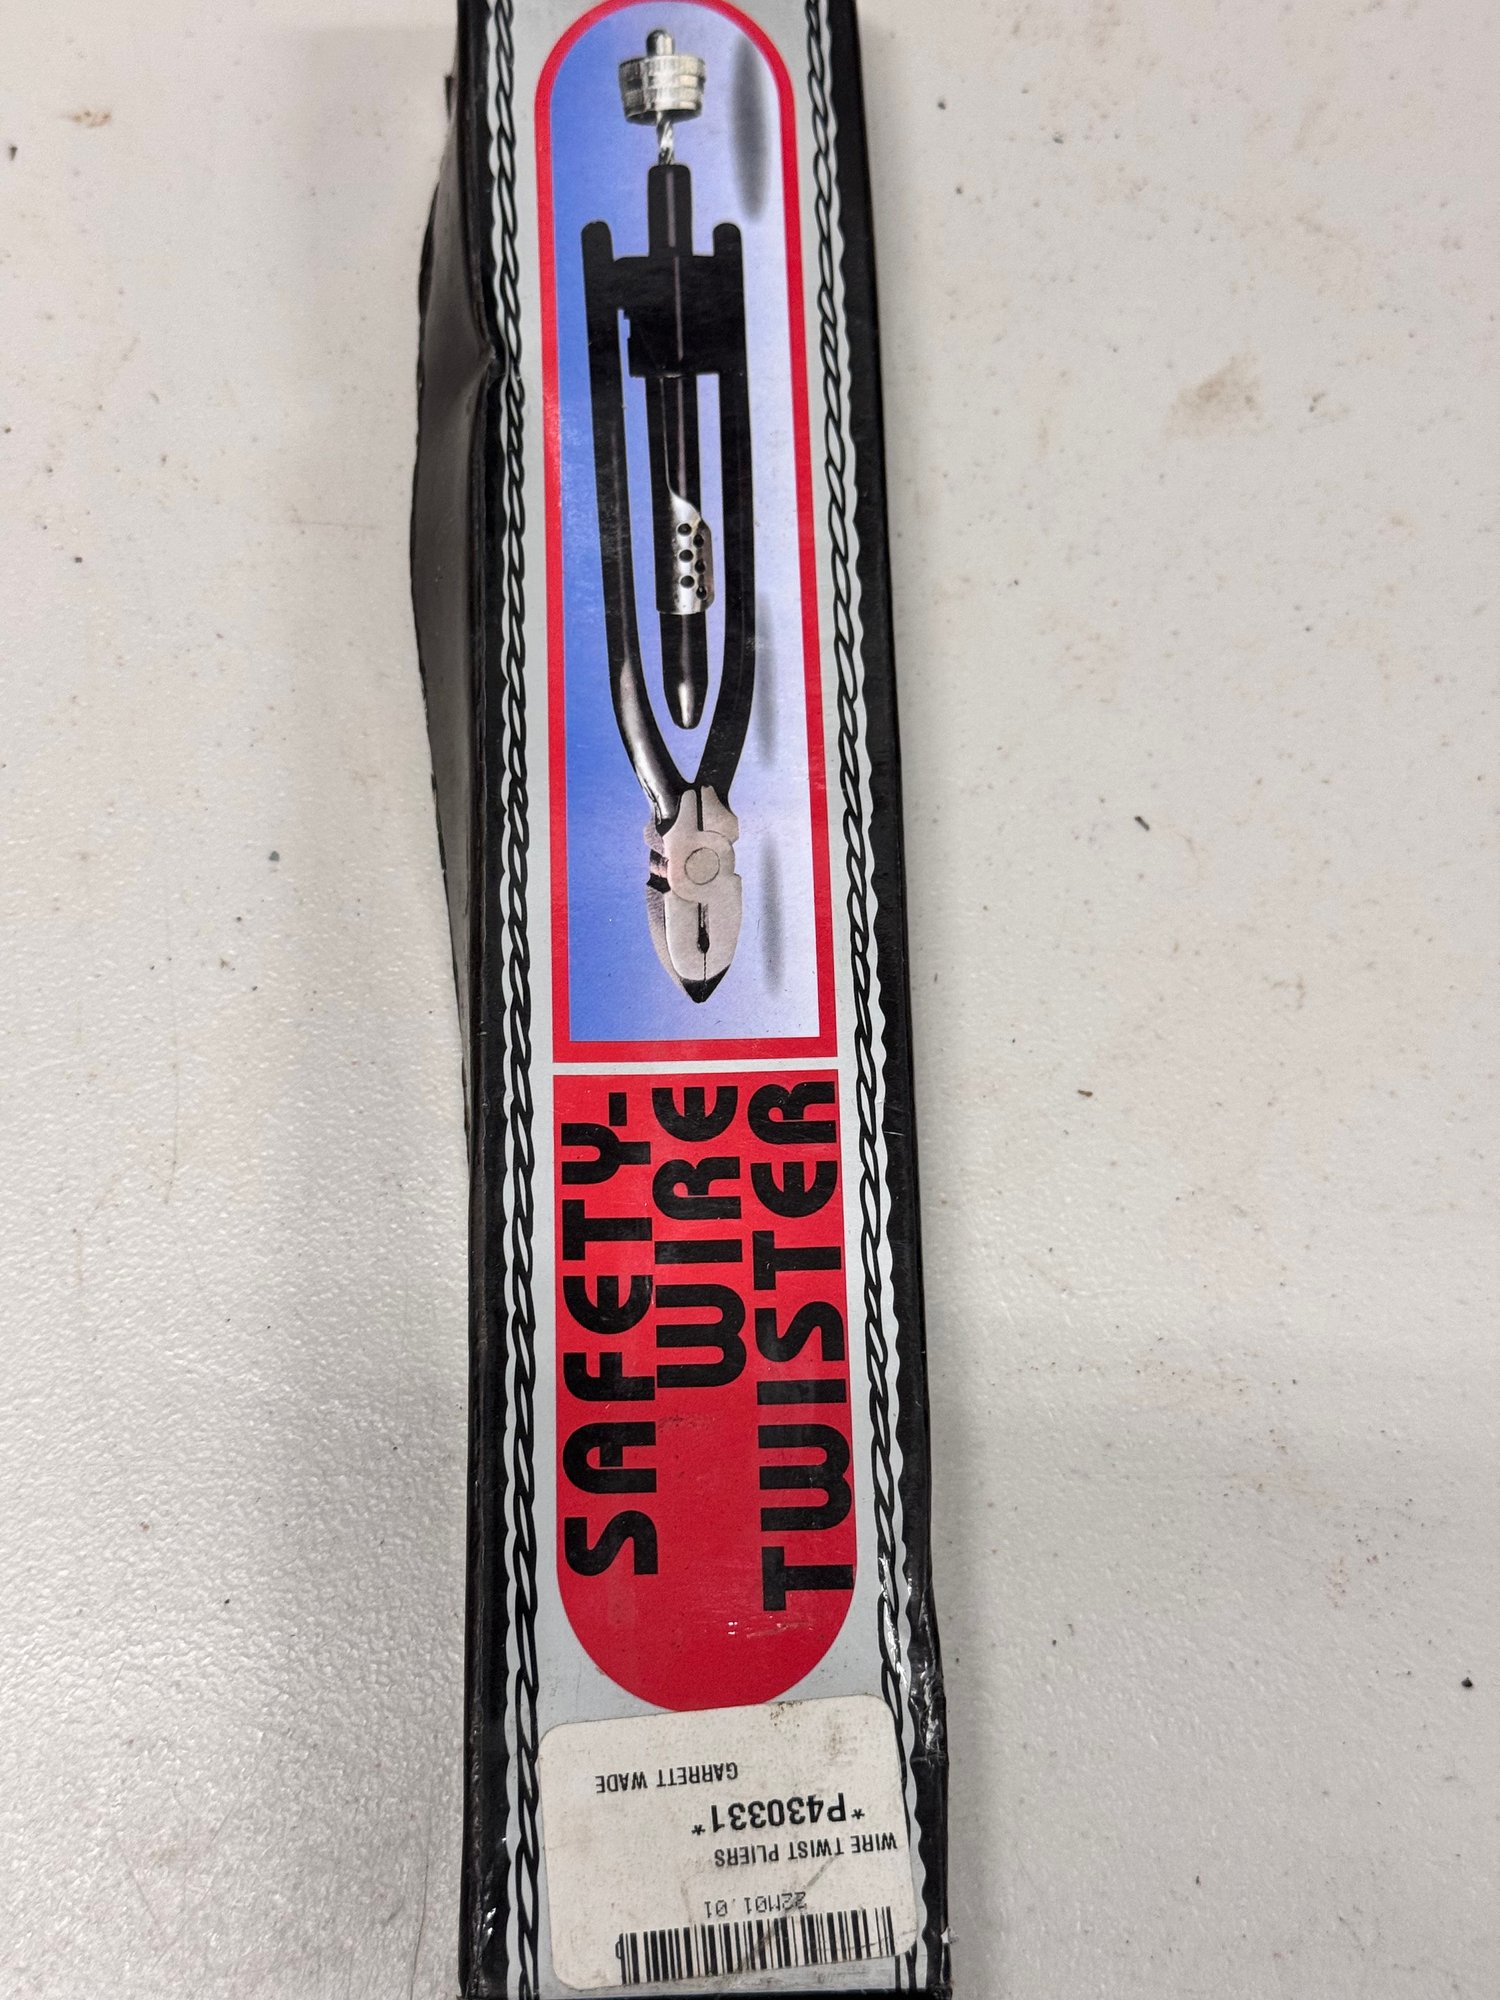 SAFETY-
WIRE
TWISTER
22M01.01
WIRE TWIST PLIERS
*P430331*
GARRETT WADE